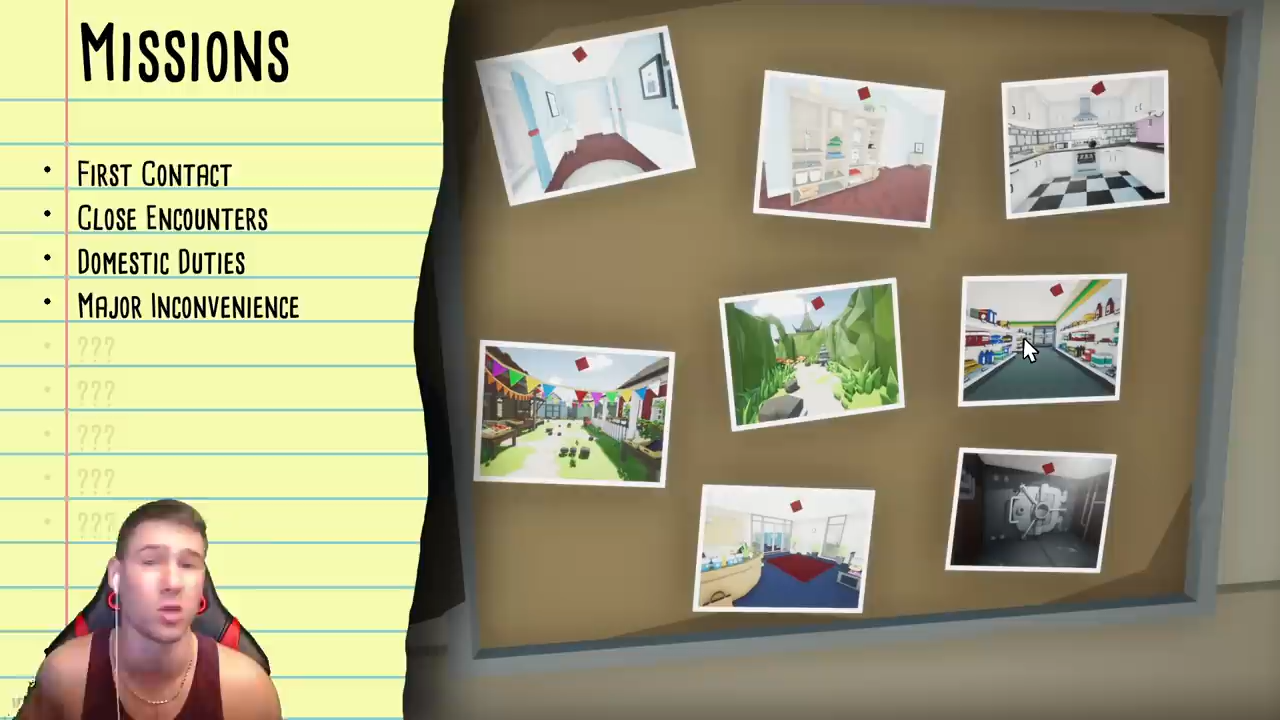 Missions
First Contact
Close Encounters
Domestic Duties
Major Inconvenience
???
???
???
???
???